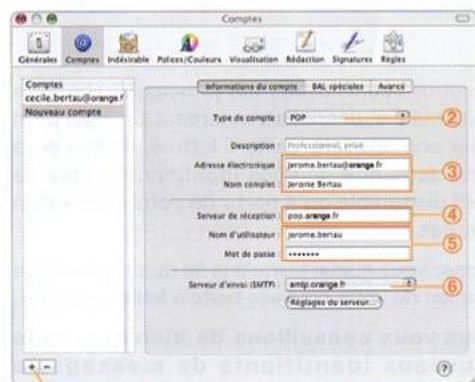 Comptes
Générales Comptes Indésirable Polices/Couleurs Visualisation Rédaction Signatures Règles
Comptes
cecile.bertau@orange.f
Nouveau compte
Informations du compte BAL spéciales Avancé
Type de compte : POP
2
Description : Professionnel, privé
Adresse électronique : jerome.bertau@orange.fr
3
Nom complet : Jerome Bertau
Serveur de réception : pop.orange.fr
4
Nom d'utilisateur : jerome.bertau
5
Mot de passe : •••••••
Serveur d'envoi (SMTP) : smtp.orange.fr
6
Réglages du serveur...
+ -
?